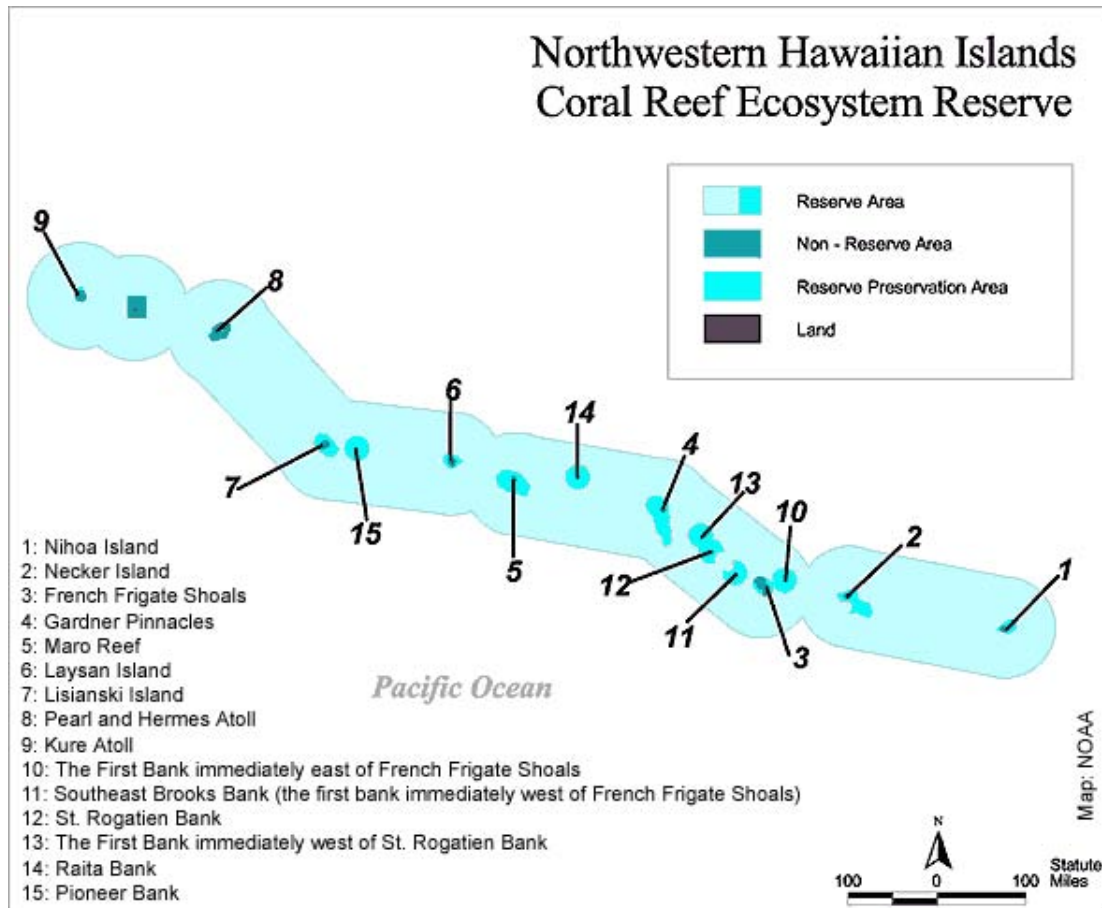 Northwestern Hawaiian Islands
Coral Reef Ecosystem Reserve
Reserve Area
Non - Reserve Area
Reserve Preservation Area
Land
9
8
6
14
4
13
10
2
1
7
15
5
12
11
3
Pacific Ocean
1: Nihoa Island
2: Necker Island
3: French Frigate Shoals
4: Gardner Pinnacles
5: Maro Reef
6: Laysan Island
7: Lisianski Island
8: Pearl and Hermes Atoll
9: Kure Atoll
10: The First Bank immediately east of French Frigate Shoals
11: Southeast Brooks Bank (the first bank immediately west of French Frigate Shoals)
12: St. Rogatien Bank
13: The First Bank immediately west of St. Rogatien Bank
14: Raita Bank
15: Pioneer Bank
Map: NOAA
N
Statute
Miles
100 0 100